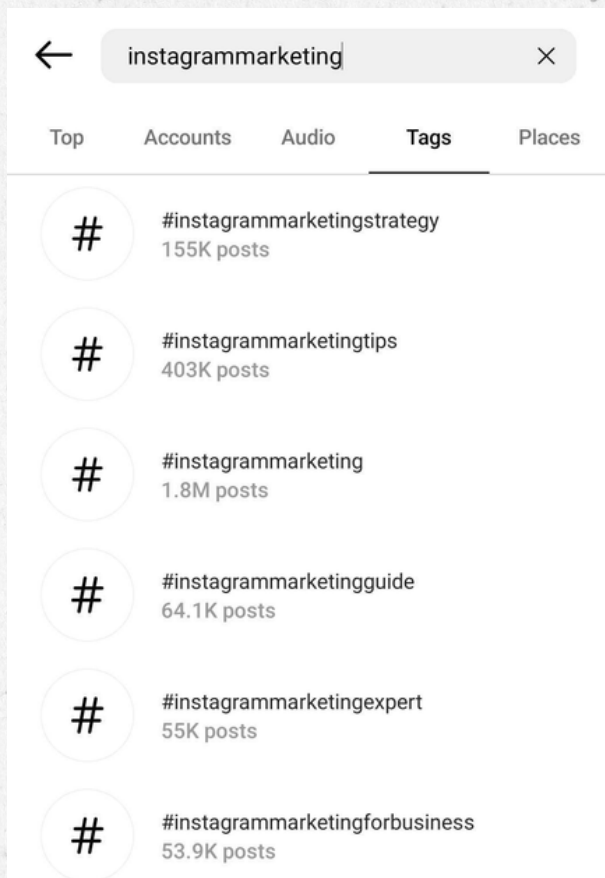 instagrammarketing
Top Accounts Audio Tags Places
#instagrammarketingstrategy
155K posts
#instagrammarketingtips
403K posts
#instagrammarketing
1.8M posts
#instagrammarketingguide
64.1K posts
#instagrammarketingexpert
55K posts
#instagrammarketingforbusiness
53.9K posts